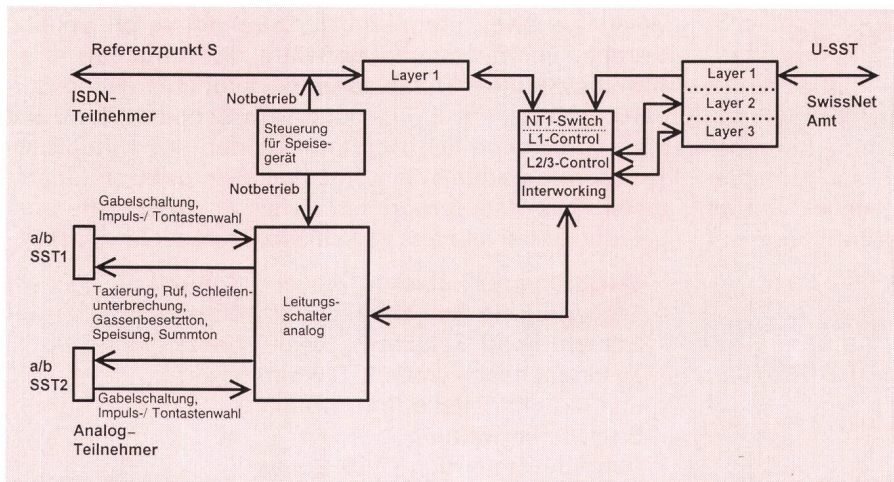 Referenzpunkt S
ISDN–
Teilnehmer
Notbetrieb
Layer 1
Steuerung
für Speise-
gerät
Notbetrieb
U-SST
SwissNet
Amt
Layer 1
Layer 2
Layer 3
NT1-Switch
L1-Control
L2/3-Control
Interworking
Gabelschaltung,
Impuls-/ Tontastenwahl
a/b
SST1
Taxierung, Ruf, Schleifen-
unterbrechung,
Gassenbesetztton,
Speisung, Summton
Leitungs-
schalter
analog
a/b
SST2
Gabelschaltung,
Impuls-/ Tontastenwahl
Analog–
Teilnehmer